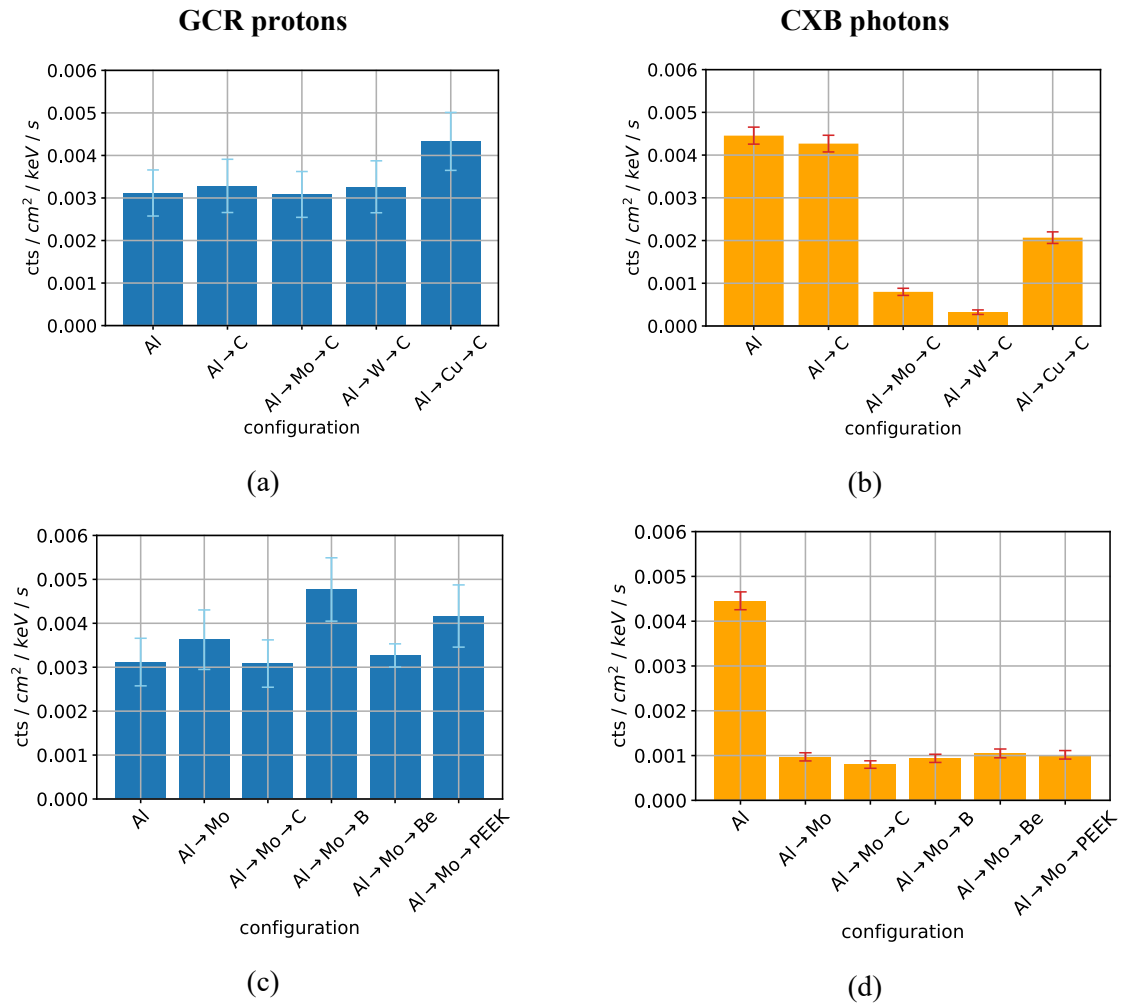 GCR protons
CXB photons
0.006
0.005
0.004
0.003
0.002
0.001
0.000
cts / cm² / keV / s
Al
Al→C
Al→Mo→C
Al→W→C
Al→Cu→C
configuration
(a)
0.006
0.005
0.004
0.003
0.002
0.001
0.000
cts / cm² / keV / s
Al
Al→C
Al→Mo→C
Al→W→C
Al→Cu→C
configuration
(b)
0.006
0.005
0.004
0.003
0.002
0.001
0.000
cts / cm² / keV / s
Al
Al→Mo
Al→Mo→C
Al→Mo→B
Al→Mo→Be
Al→Mo→PEEK
configuration
(c)
0.006
0.005
0.004
0.003
0.002
0.001
0.000
cts / cm² / keV / s
Al
Al→Mo
Al→Mo→C
Al→Mo→B
Al→Mo→Be
Al→Mo→PEEK
configuration
(d)